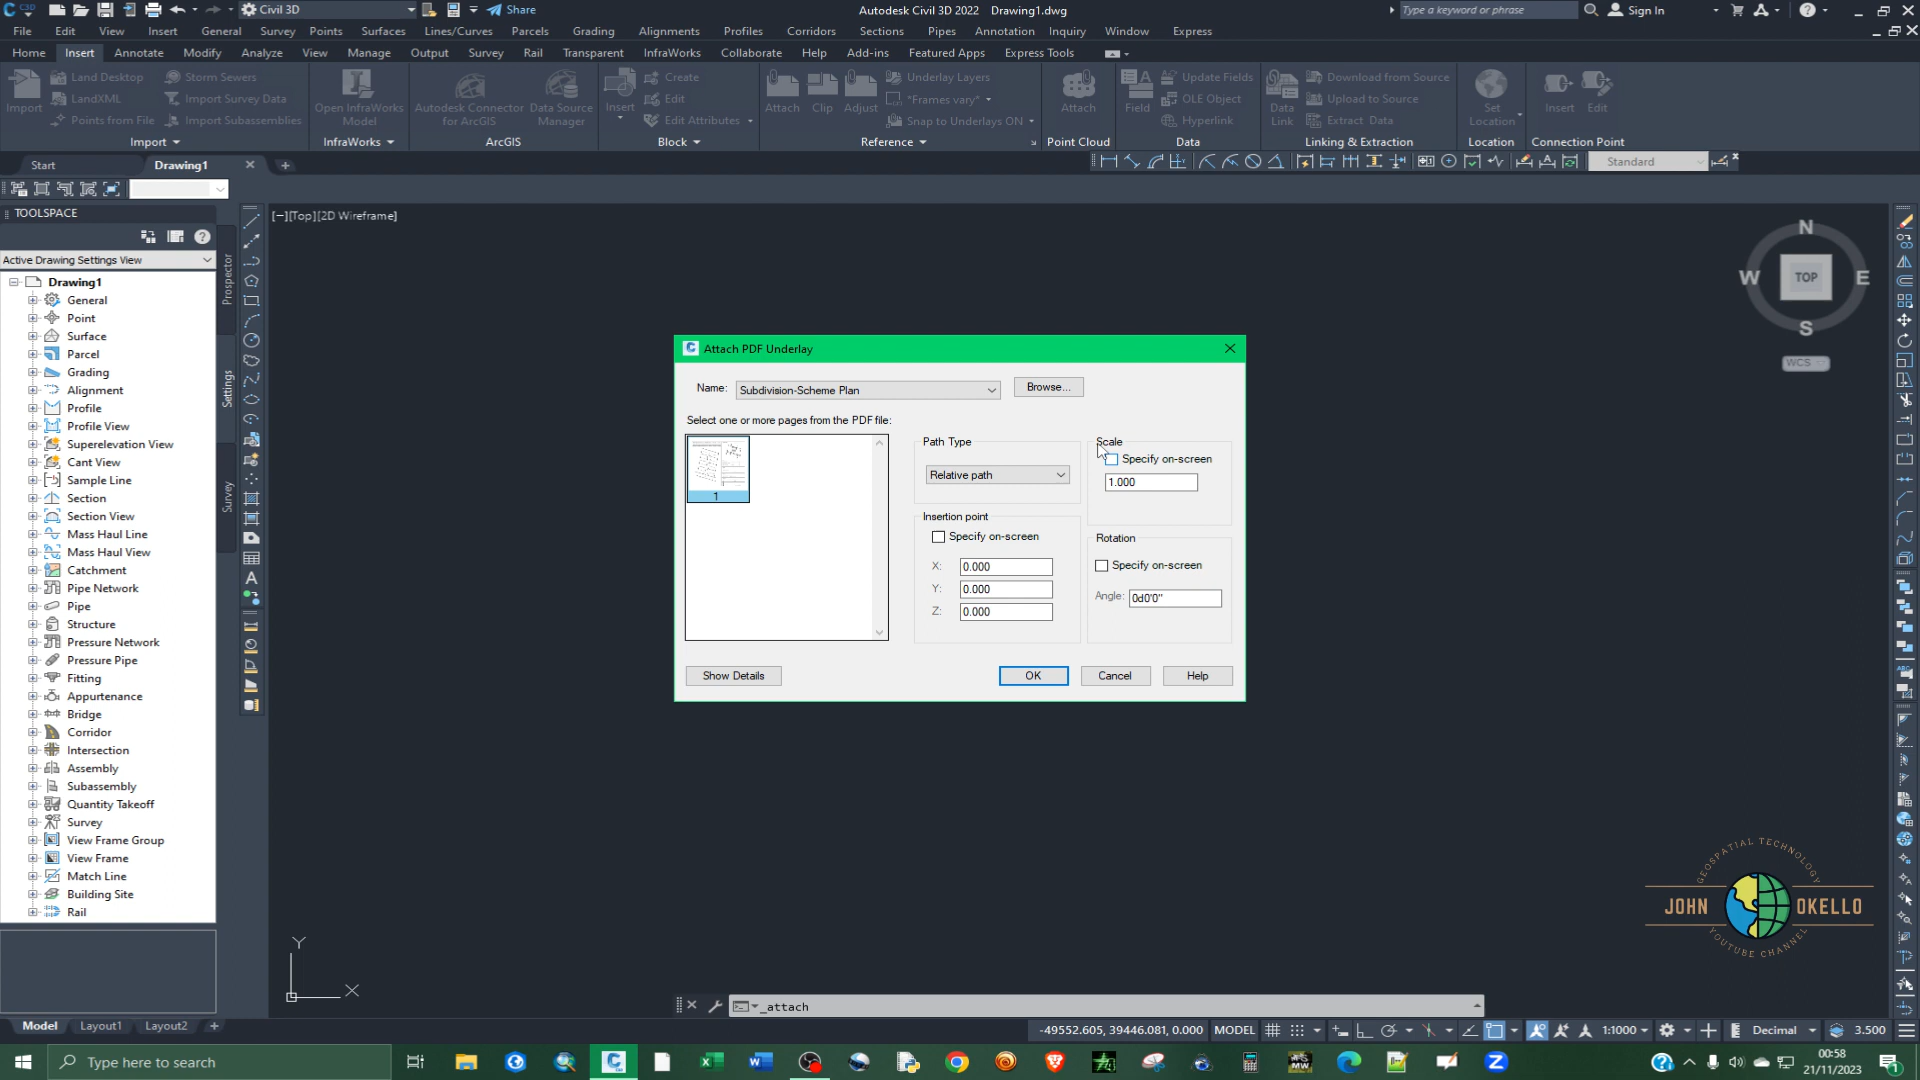 Civil 3D
Share
Autodesk Civil 3D 2022 Drawing1.dwg
Type a keyword or phrase
Sign In
File Edit View Insert General Survey Points Surfaces Lines/Curves Parcels Grading Alignments Profiles Corridors Sections Pipes Annotation Inquiry Window Express
Home Insert Annotate Modify Analyze View Manage Output Survey Rail Transparent InfraWorks Collaborate Help Add-ins Featured Apps Express Tools
Import
Land Desktop
LandXML
Points from File
Storm Sewers
Import Survey Data
Import Subassemblies
Open InfraWorks
Model
Autodesk Connector
for ArcGIS
Data Source
Manager
Insert
Create
Edit
Edit Attributes
Attach
Clip
Adjust
Underlay Layers
*Frames vary*
Snap to Underlays ON
Attach
Field
Update Fields
OLE Object
Hyperlink
Data
Link
Download from Source
Upload to Source
Extract Data
Set
Location
Insert
Edit
Import InfraWorks ArcGIS Block Reference Point Cloud Data Linking & Extraction Location Connection Point
Start
Drawing1
Standard
TOOLSPACE
[−][Top][2D Wireframe]
Active Drawing Settings View
Drawing1
General
Point
Surface
Parcel
Grading
Alignment
Profile
Profile View
Superelevation View
Cant View
Sample Line
Section
Section View
Mass Haul Line
Mass Haul View
Catchment
Pipe Network
Pipe
Structure
Pressure Network
Pressure Pipe
Fitting
Appurtenance
Bridge
Corridor
Intersection
Assembly
Subassembly
Quantity Takeoff
Survey
View Frame Group
View Frame
Match Line
Building Site
Rail
Prospector
Settings
Survey
N
W TOP E
S
WCS
Attach PDF Underlay
Name: Subdivision-Scheme Plan
Browse...
Select one or more pages from the PDF file:
1
Path Type
Relative path
Scale
Specify on-screen
1.000
Insertion point
Specify on-screen
X: 0.000
Y: 0.000
Z: 0.000
Rotation
Specify on-screen
Angle: 0d0'0"
Show Details
OK
Cancel
Help
GEOSPATIAL TECHNOLOGY
JOHN OKELLO
YOUTUBE CHANNEL
Y
X
_attach
Model Layout1 Layout2
-49552.605, 39446.081, 0.000 MODEL
1:1000
Decimal
3.500
Type here to search
00:58
21/11/2023